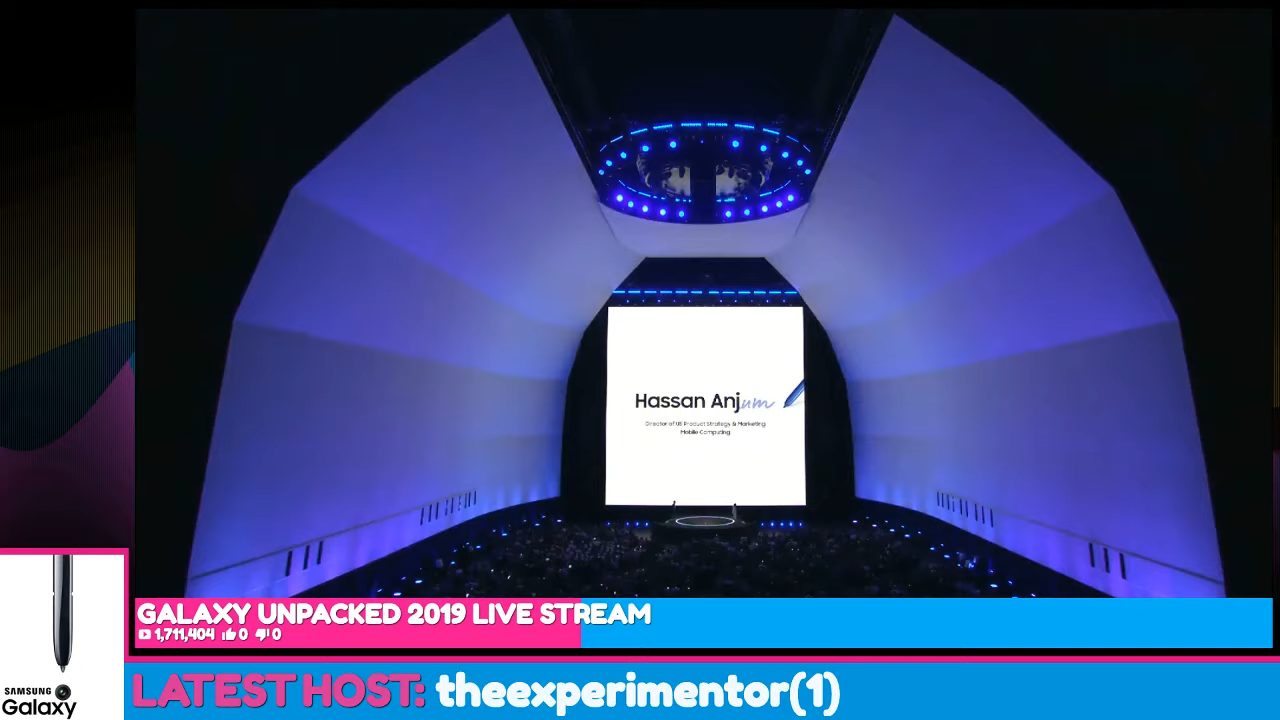 Hassan Anjum
Director of US Product Strategy & Marketing,
Mobile Computing
GALAXY UNPACKED 2019 LIVE STREAM
1,711,404 0 0
LATEST HOST: theexperimentor(1)
SAMSUNG
Galaxy